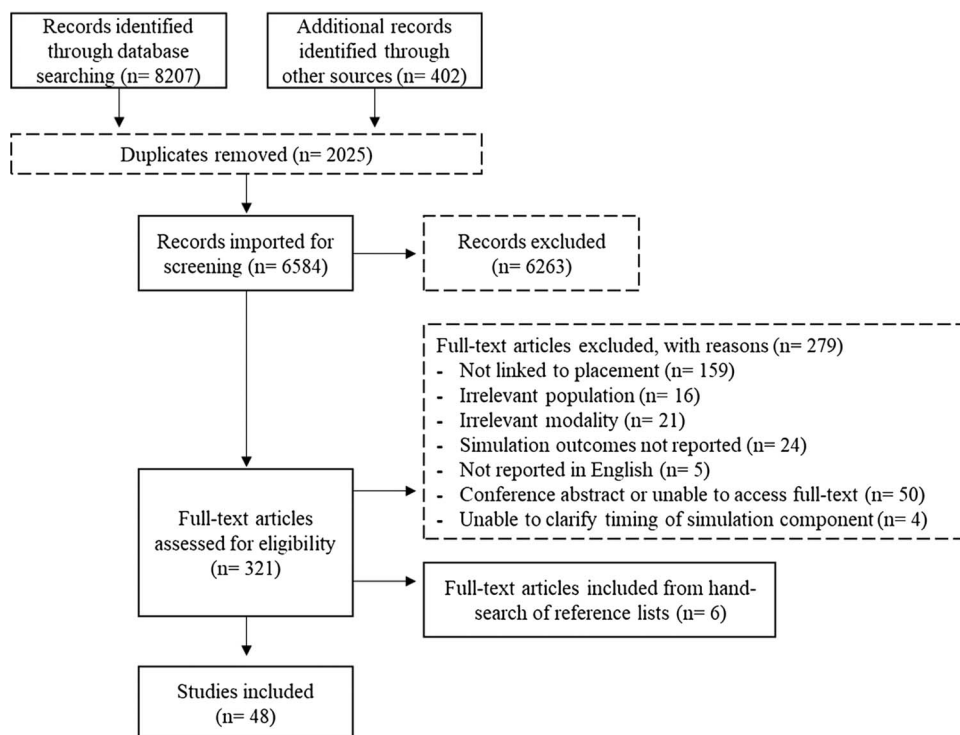 Records identified
through database
searching (n= 8207)
Additional records
identified through
other sources (n= 402)
Duplicates removed (n= 2025)
Records imported for
screening (n= 6584)
Records excluded
(n= 6263)
Full-text articles excluded, with reasons (n= 279)
- Not linked to placement (n= 159)
- Irrelevant population (n= 16)
- Irrelevant modality (n= 21)
- Simulation outcomes not reported (n= 24)
- Not reported in English (n= 5)
- Conference abstract or unable to access full-text (n= 50)
- Unable to clarify timing of simulation component (n= 4)
Full-text articles
assessed for eligibility
(n= 321)
Full-text articles included from hand-
search of reference lists (n= 6)
Studies included
(n= 48)